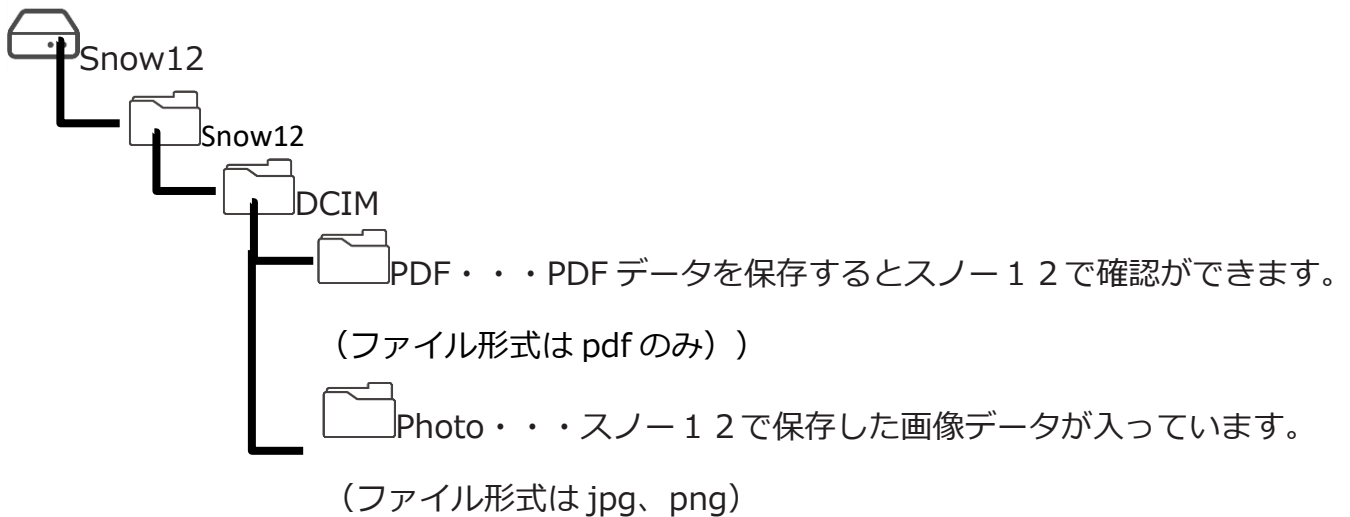 Snow12
Snow12
DCIM
PDF・・・PDF データを保存するとスノー１２で確認ができます。
（ファイル形式は pdf のみ））
Photo・・・スノー１２で保存した画像データが入っています。
（ファイル形式は jpg、png）